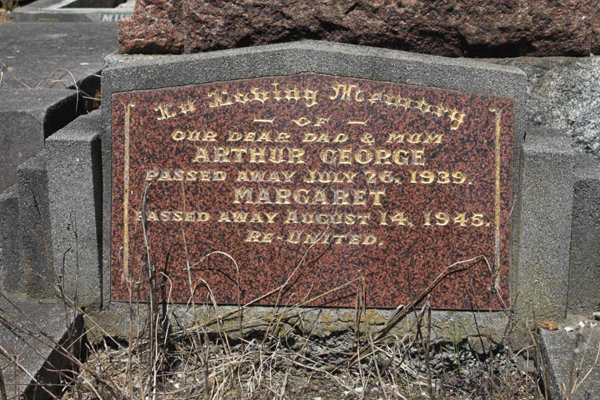 In Loving Memory
— OF —
OUR DEAR DAD & MUM
ARTHUR GEORGE
PASSED AWAY JULY 26, 1939.
MARGARET
PASSED AWAY AUGUST 14, 1945.
RE-UNITED.